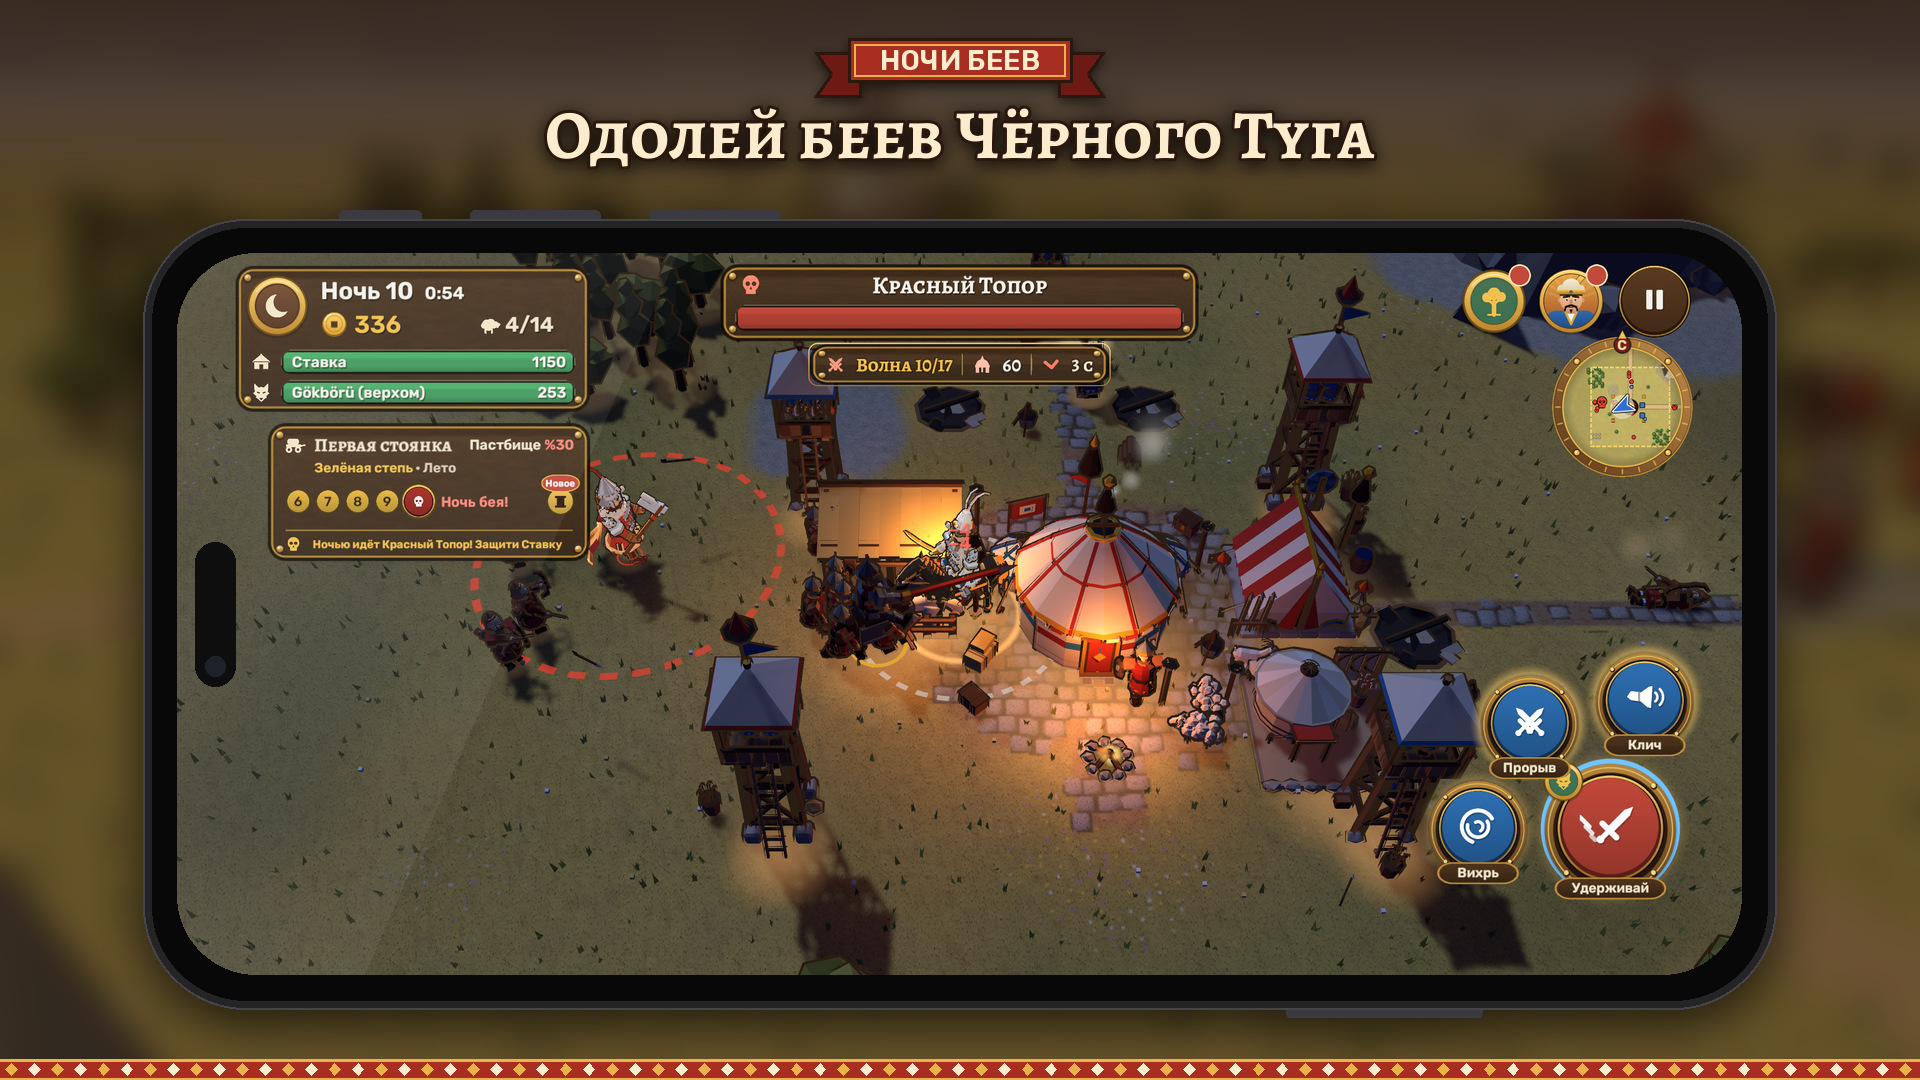 НОЧИ БЕЕВ
Одолей беев Чёрного Туга
Ночь 10 0:54
336 4/14
Ставка 1150
Gökbörü (верхом) 253
Первая стоянка Пастбище %30
Зелёная степь • Лето
Новое
6 7 8 9 Ночь бея!
Ночью идёт Красный Топор! Защити Ставку
Красный Топор
Волна 10/17 60 3 с
С
Клич
Прорыв
Вихрь
Удерживай